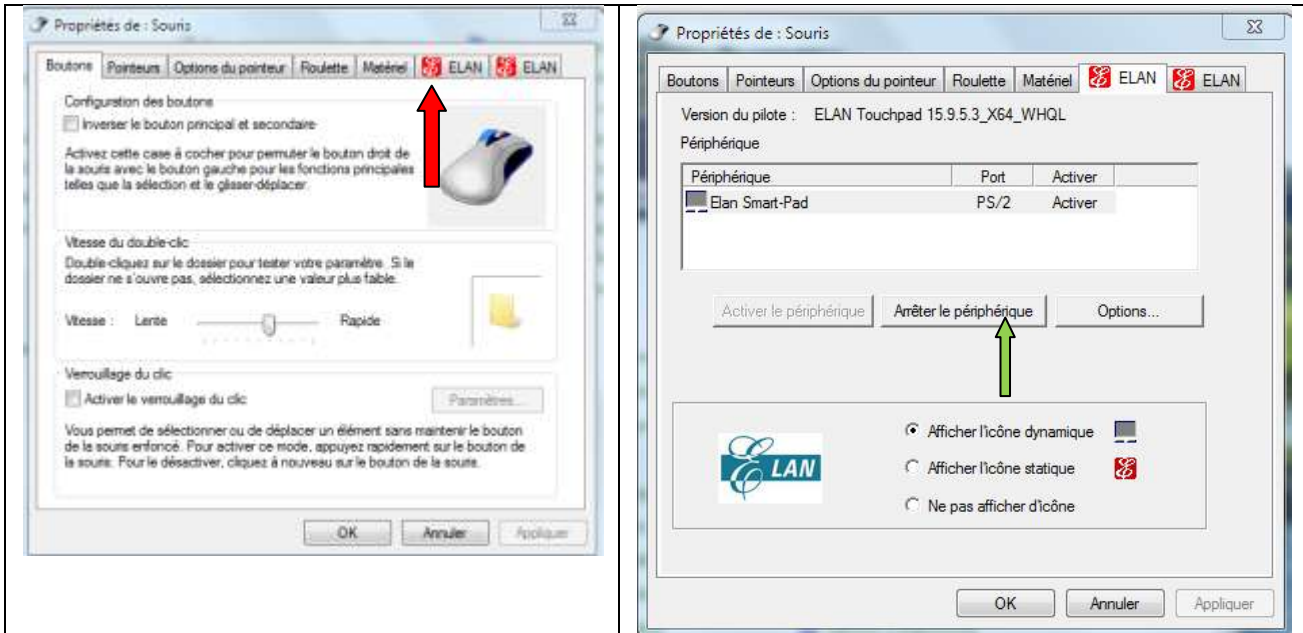 Propriétés de : Souris
Boutons Pointeurs Options du pointeur Roulette Matériel ELAN ELAN
Configuration des boutons
Inverser le bouton principal et secondaire
Activez cette case à cocher pour permuter le bouton droit de
la souris avec le bouton gauche pour les fonctions principales
telles que la sélection et le glisser-déplacer.
Vitesse du double-clic
Double-cliquez sur le dossier pour tester votre paramètre. Si le
dossier ne s'ouvre pas, sélectionnez une valeur plus faible.
Vitesse : Lente Rapide
Verrouillage du clic
Activer le verrouillage du clic Paramètres...
Vous permet de sélectionner ou de déplacer un élément sans maintenir le bouton
de la souris enfoncé. Pour activer ce mode, appuyez rapidement sur le bouton de
la souris. Pour le désactiver, cliquez à nouveau sur le bouton de la souris.
OK Annuler Appliquer
Propriétés de : Souris
Boutons Pointeurs Options du pointeur Roulette Matériel ELAN ELAN
Version du pilote : ELAN Touchpad 15.9.5.3_X64_WHQL
Périphérique
Périphérique Port Activer
Elan Smart-Pad PS/2 Activer
Activer le périphérique Arrêter le périphérique Options...
Afficher l'icône dynamique
ELAN Afficher l'icône statique
Ne pas afficher d'icône
OK Annuler Appliquer